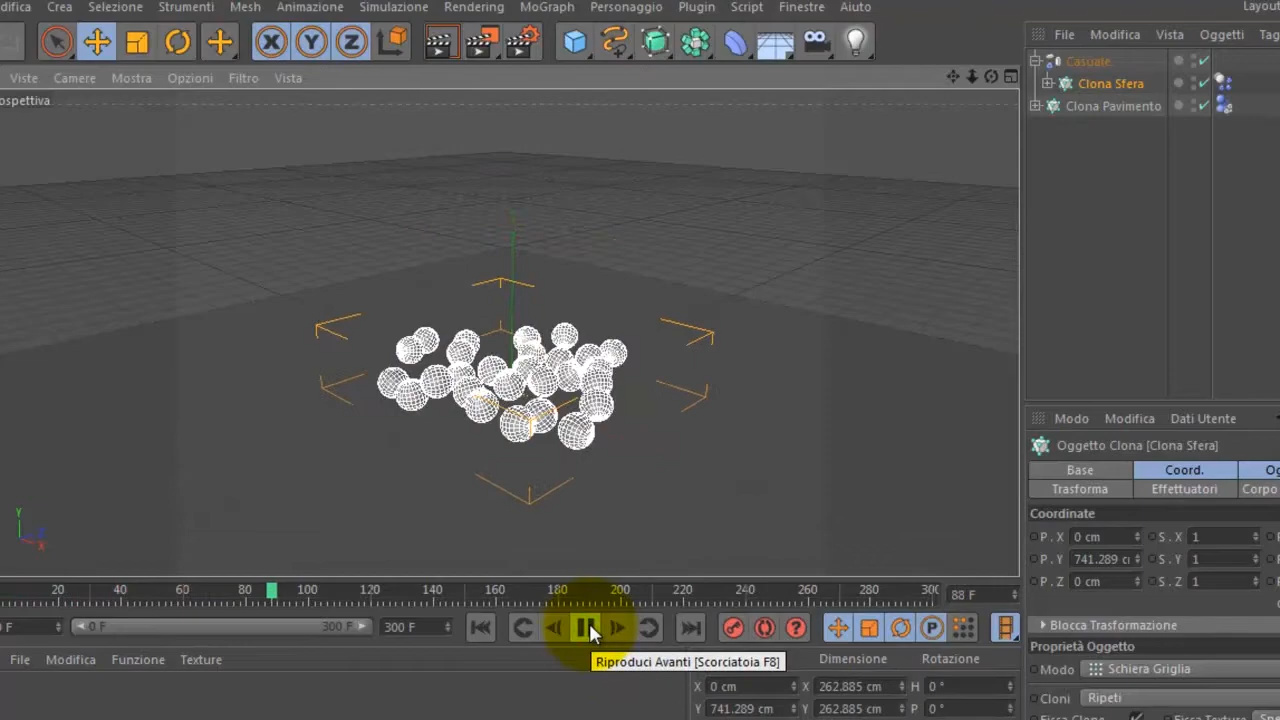 difica Crea Selezione Strumenti Mesh Animazione Simulazione Rendering MoGraph Personaggio Plugin Script Finestre Aiuto Layou
X Y Z
File Modifica Vista Oggetti Tag
Viste Camere Mostra Opzioni Filtro Vista
ospettiva
Casuale
Clona Sfera
Clona Pavimento
Modo Modifica Dati Utente
Oggetto Clona [Clona Sfera]
Base Coord. Og
Trasforma Effettuatori Corpo
Coordinate
P . X 0 cm S . X 1
P . Y 741.289 S . Y 1
P . Z 0 cm S . Z 1
Y
X
20 40 60 80 100 120 140 160 180 200 220 240 260 280 300 88 F
F 0 F 300 F 300 F ? P
Blocca Trasformazione
Riproduci Avanti [Scorciatoia F8]
Proprietà Oggetto
File Modifica Funzione Texture Dimensione Rotazione
Modo Schiera Griglia
X 0 cm X 262.885 cm H 0 °
Cloni Ripeti
Y 741.289 cm Y 262.885 cm P 0 °